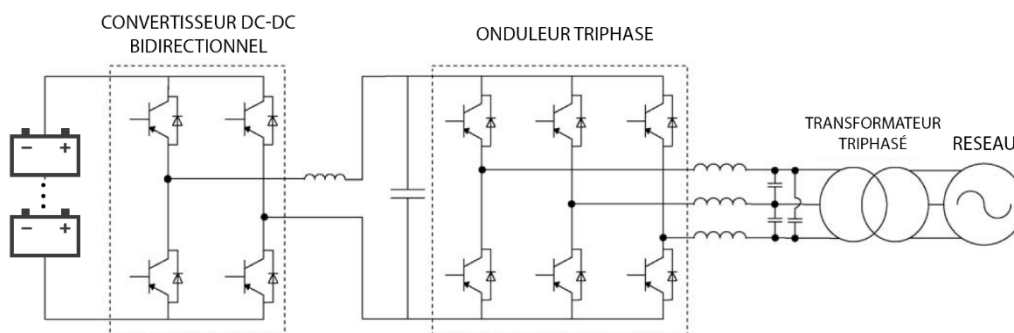 CONVERTISSEUR DC-DC
BIDIRECTIONNEL
ONDULEUR TRIPHASE
TRANSFORMATEUR
TRIPHASÉ
RESEAU